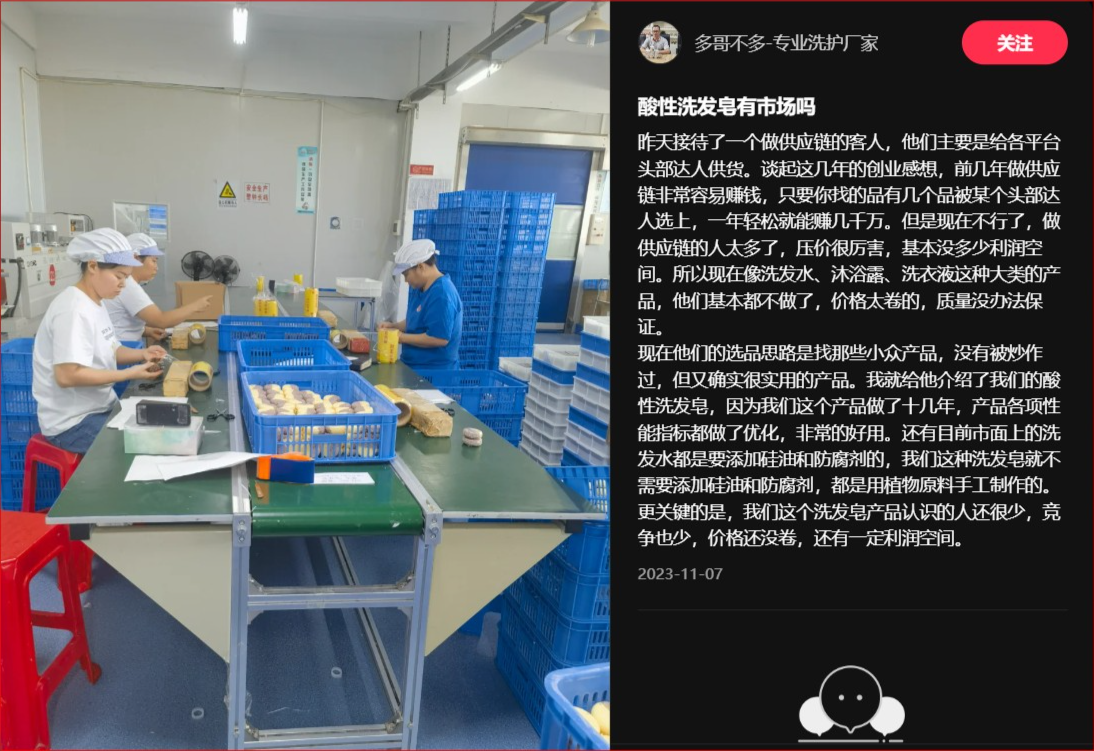 安全生产
警钟长鸣
多哥不多-专业洗护厂家
关注
酸性洗发皂有市场吗
昨天接待了一个做供应链的客人，他们主要是给各平台
头部达人供货。谈起这几年的创业感想，前几年做供应
链非常容易赚钱，只要你找的品有几个品被某个头部达
人选上，一年轻松就能赚几千万。但是现在不行了，做
供应链的人太多了，压价很厉害，基本没多少利润空
间。所以现在像洗发水、沐浴露、洗衣液这种大类的产
品，他们基本都不做了，价格太卷的，质量没办法保
证。
现在他们的选品思路是找那些小众产品，没有被炒作
过，但又确实很实用的产品。我就给他介绍了我们的酸
性洗发皂，因为我们这个产品做了十几年，产品各项性
能指标都做了优化，非常的好用。还有目前市面上的洗
发水都是要添加硅油和防腐剂的，我们这种洗发皂就不
需要添加硅油和防腐剂，都是用植物原料手工制作的。
更关键的是，我们这个洗发皂产品认识的人还很少，竞
争也少，价格还没卷，还有一定利润空间。
2023-11-07